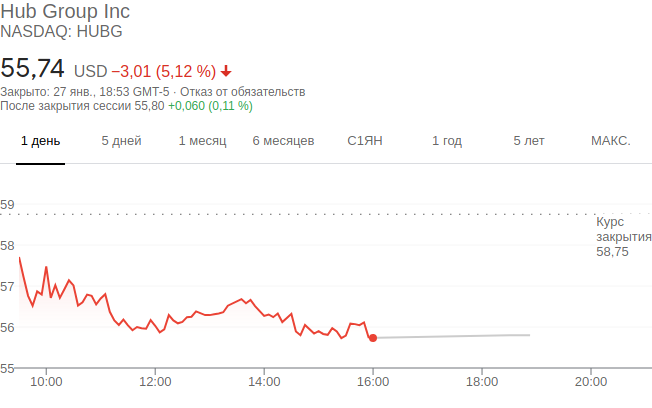 Hub Group Inc
NASDAQ: HUBG
55,74 USD −3,01 (5,12 %)
Закрыто: 27 янв., 18:53 GMT-5 · Отказ от обязательств
После закрытия сессии 55,80 +0,060 (0,11 %)
1 день 5 дней 1 месяц 6 месяцев С1ЯН 1 год 5 лет МАКС.
59
Курс
закрытия
58,75
58
57
56
55
10:00 12:00 14:00 16:00 18:00 20:00